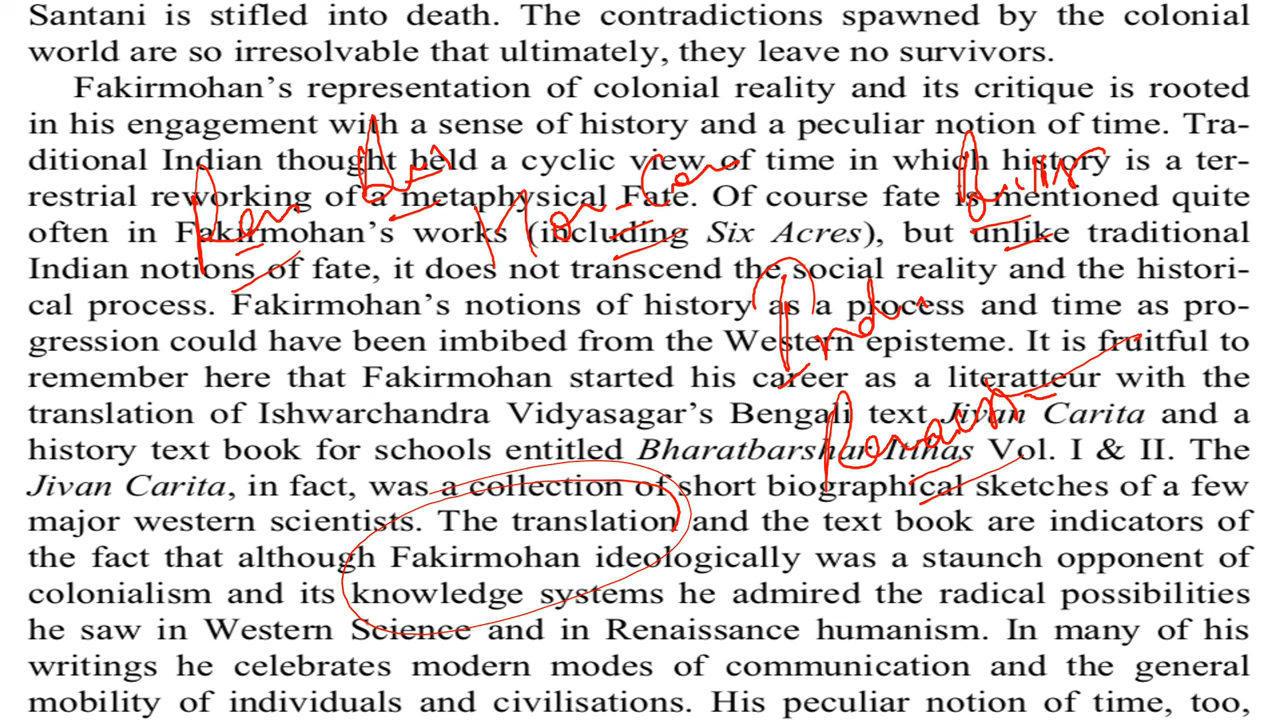 Santani is stifled into death. The contradictions spawned by the colonial
world are so irresolvable that ultimately, they leave no survivors.
Fakirmohan's representation of colonial reality and its critique is rooted
in his engagement with a sense of history and a peculiar notion of time. Tra-
ditional Indian thought held a cyclic view of time in which history is a ter-
restrial reworking of a metaphysical Fate. Of course fate is mentioned quite
often in Fakirmohan's works (including Six Acres), but unlike traditional
Indian notions of fate, it does not transcend the social reality and the histori-
cal process. Fakirmohan's notions of history as a process and time as pro-
gression could have been imbibed from the Western episteme. It is fruitful to
remember here that Fakirmohan started his career as a literatteur with the
translation of Ishwarchandra Vidyasagar's Bengali text Jivan Carita and a
history text book for schools entitled Bharatbarshar Itihas Vol. I & II. The
Jivan Carita, in fact, was a collection of short biographical sketches of a few
major western scientists. The translation and the text book are indicators of
the fact that although Fakirmohan ideologically was a staunch opponent of
colonialism and its knowledge systems he admired the radical possibilities
he saw in Western Science and in Renaissance humanism. In many of his
writings he celebrates modern modes of communication and the general
mobility of individuals and civilisations. His peculiar notion of time, too,